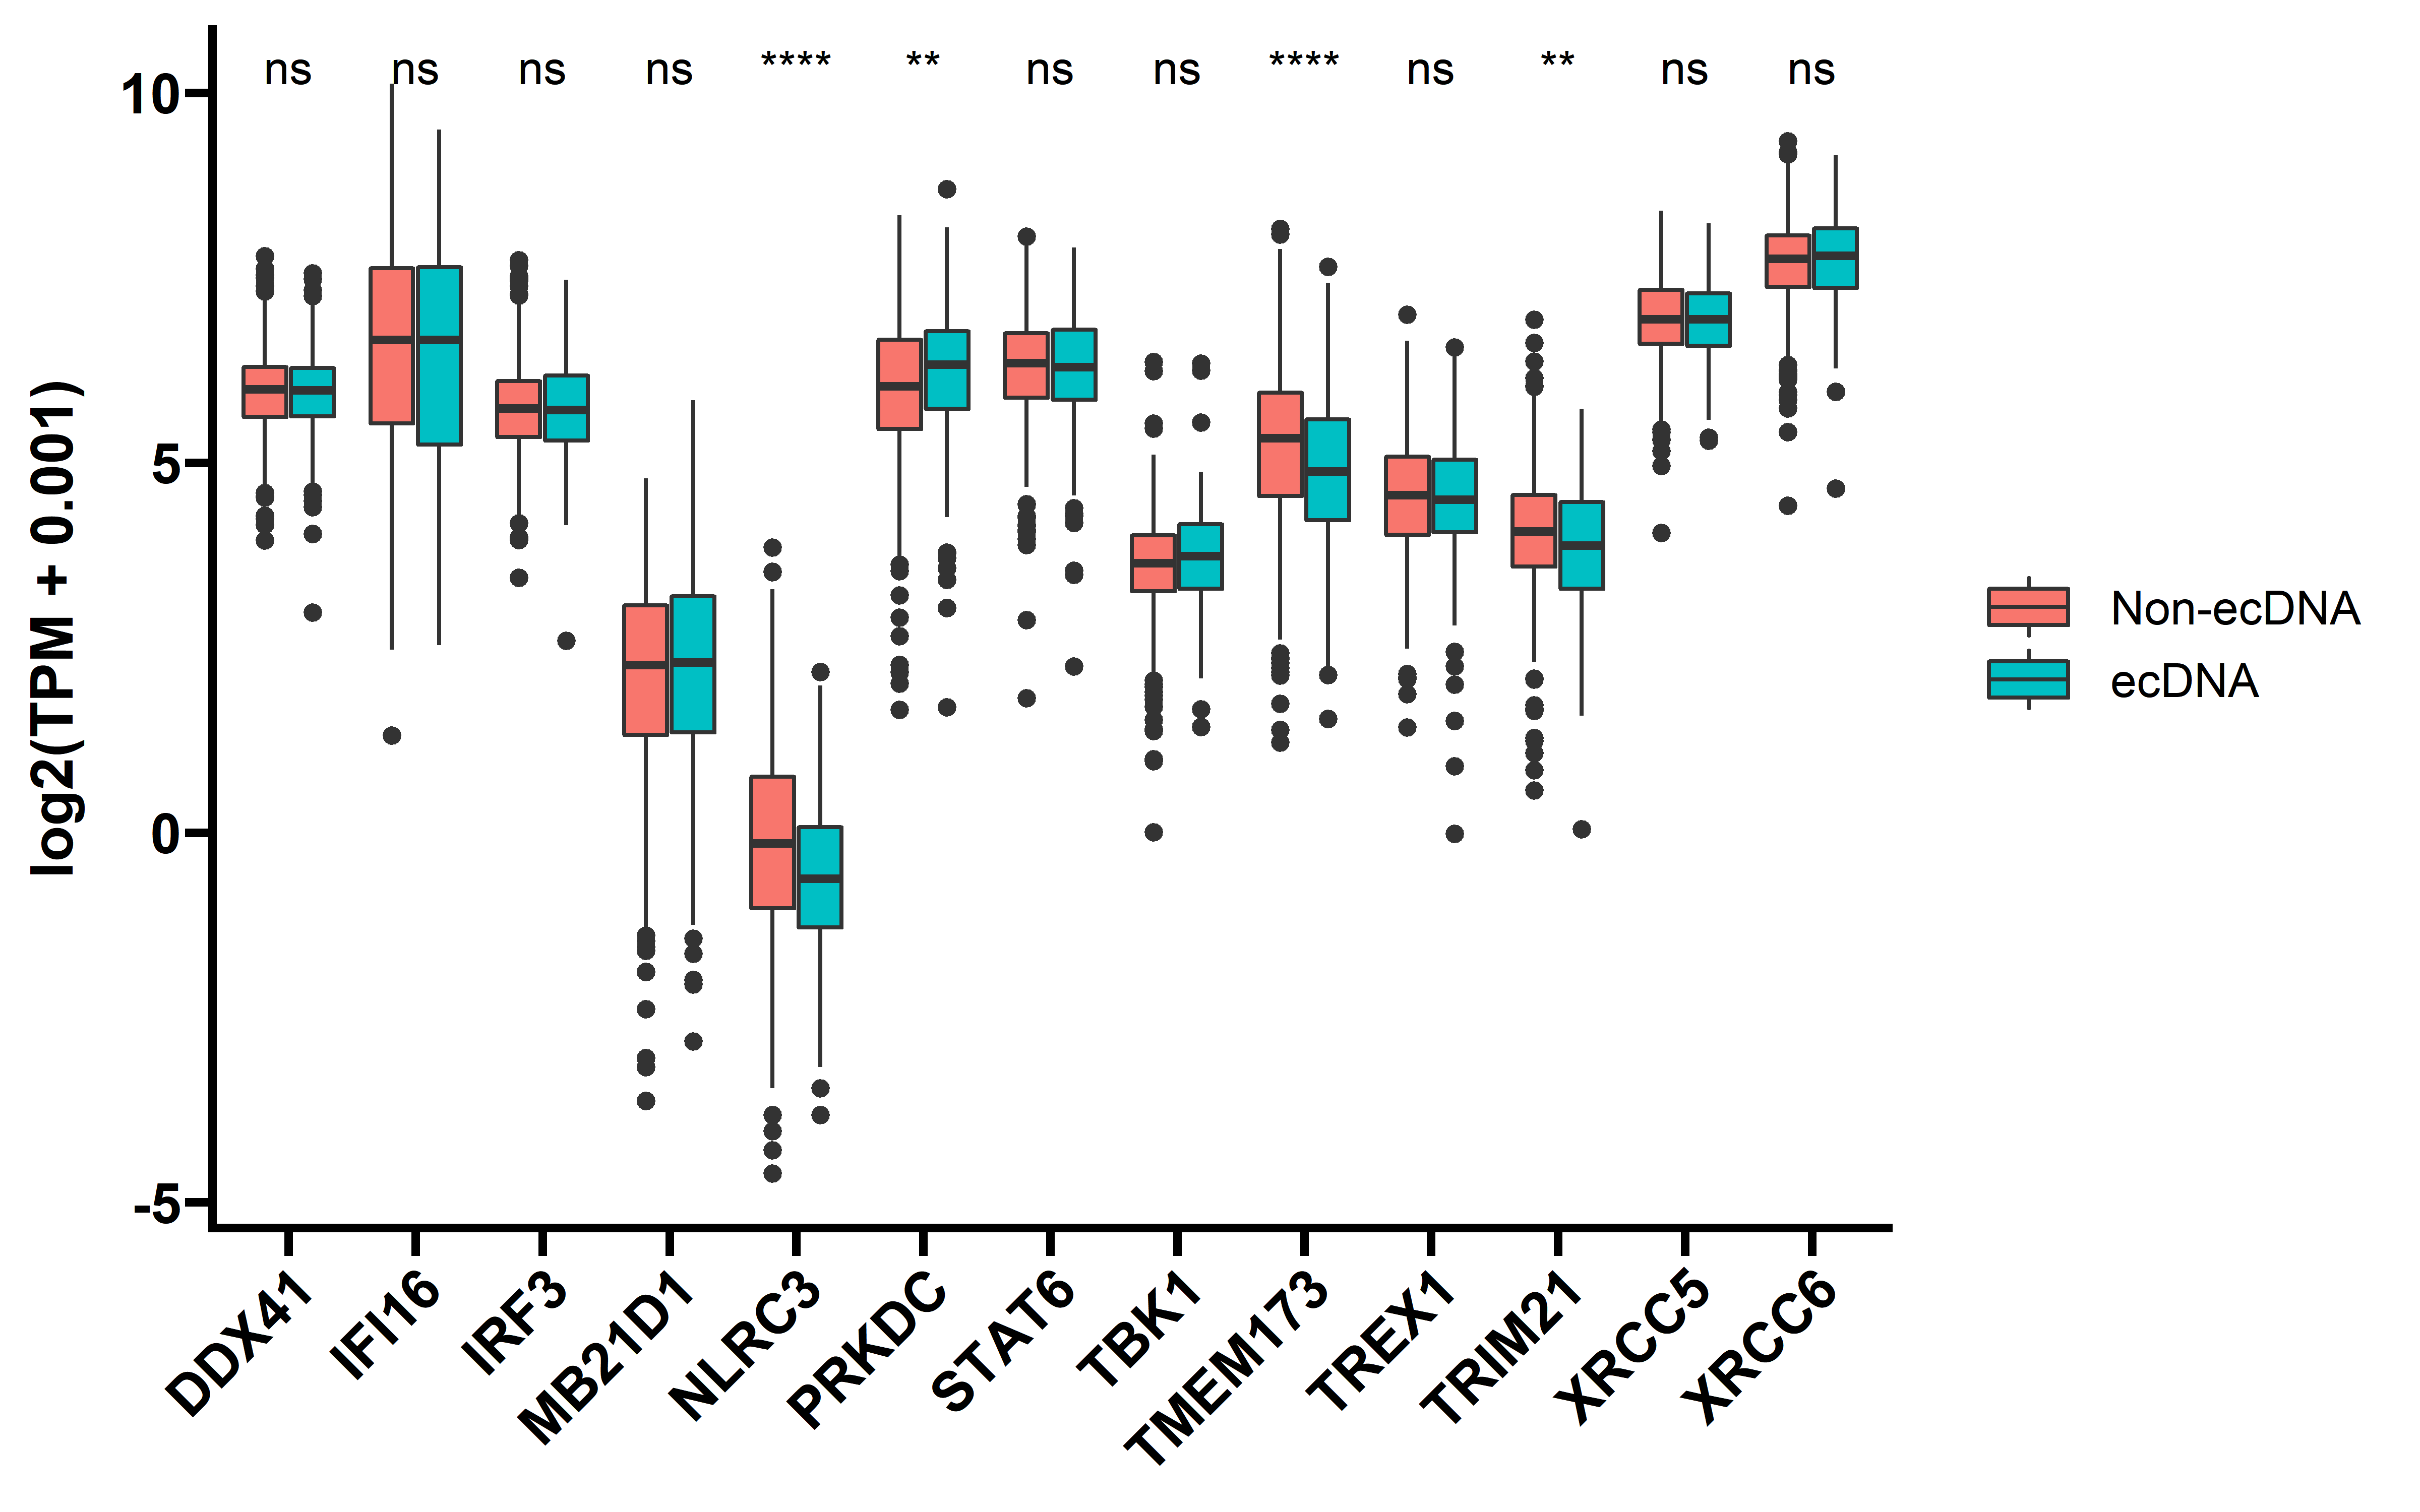 ns ns ns ns **** ** ns ns **** ns ** ns ns
10
5
0
-5
log2(TPM + 0.001)
Non-ecDNA
ecDNA
DDX41 IFI16 IRF3 MB21D1 NLRC3 PRKDC STAT6 TBK1 TMEM173 TREX1 TRIM21 XRCC5 XRCC6